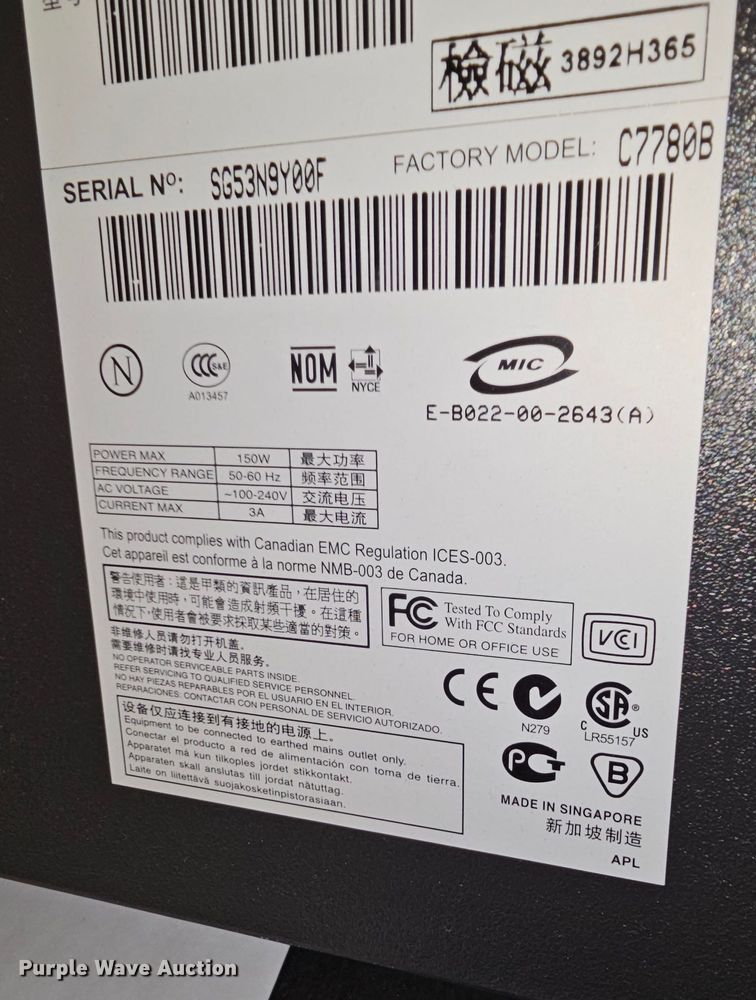 檢磁 3892H365
SERIAL Nº: SG53N9Y00F FACTORY MODEL: C7780B
N
CCC S&E
A013457
NOM
NYCE
MIC
E-B022-00-2643(A)
POWER MAX 150W 最大功率
FREQUENCY RANGE 50-60 Hz 频率范围
AC VOLTAGE ~100-240V 交流电压
CURRENT MAX 3A 最大电流
This product complies with Canadian EMC Regulation ICES-003.
Cet appareil est conforme à la norme NMB-003 de Canada.
警告使用者：這是甲類的資訊產品，在居住的
環境中使用時，可能會造成射頻干擾。在這種
情況下，使用者會被要求採取某些適當的對策。
FC Tested To Comply
With FCC Standards
FOR HOME OR OFFICE USE
VCI
非维修人员请勿打开机盖。
需要维修时请找专业人员服务。
NO OPERATOR SERVICEABLE PARTS INSIDE.
REFER SERVICING TO QUALIFIED SERVICE PERSONNEL.
NO HAY PIEZAS REPARABLES POR EL USUARIO EN EL INTERIOR.
REPARACIONES: CONTACTAR CON PERSONAL DE SERVICIO AUTORIZADO.
CE
N279
C SA ® US
LR55157
设备仅应连接到有接地的电源上。
Equipment to be connected to earthed mains outlet only.
Conectar el producto a red de alimentación con toma de tierra.
Apparatet må kun tilkoples jordet stikkontakt.
Apparaten skall anslutas till jordat nätuttag.
Laite on liitettävä suojakosketinpistorasiaan.
PCT
B
MADE IN SINGAPORE
新加坡制造
APL
Purple Wave Auction